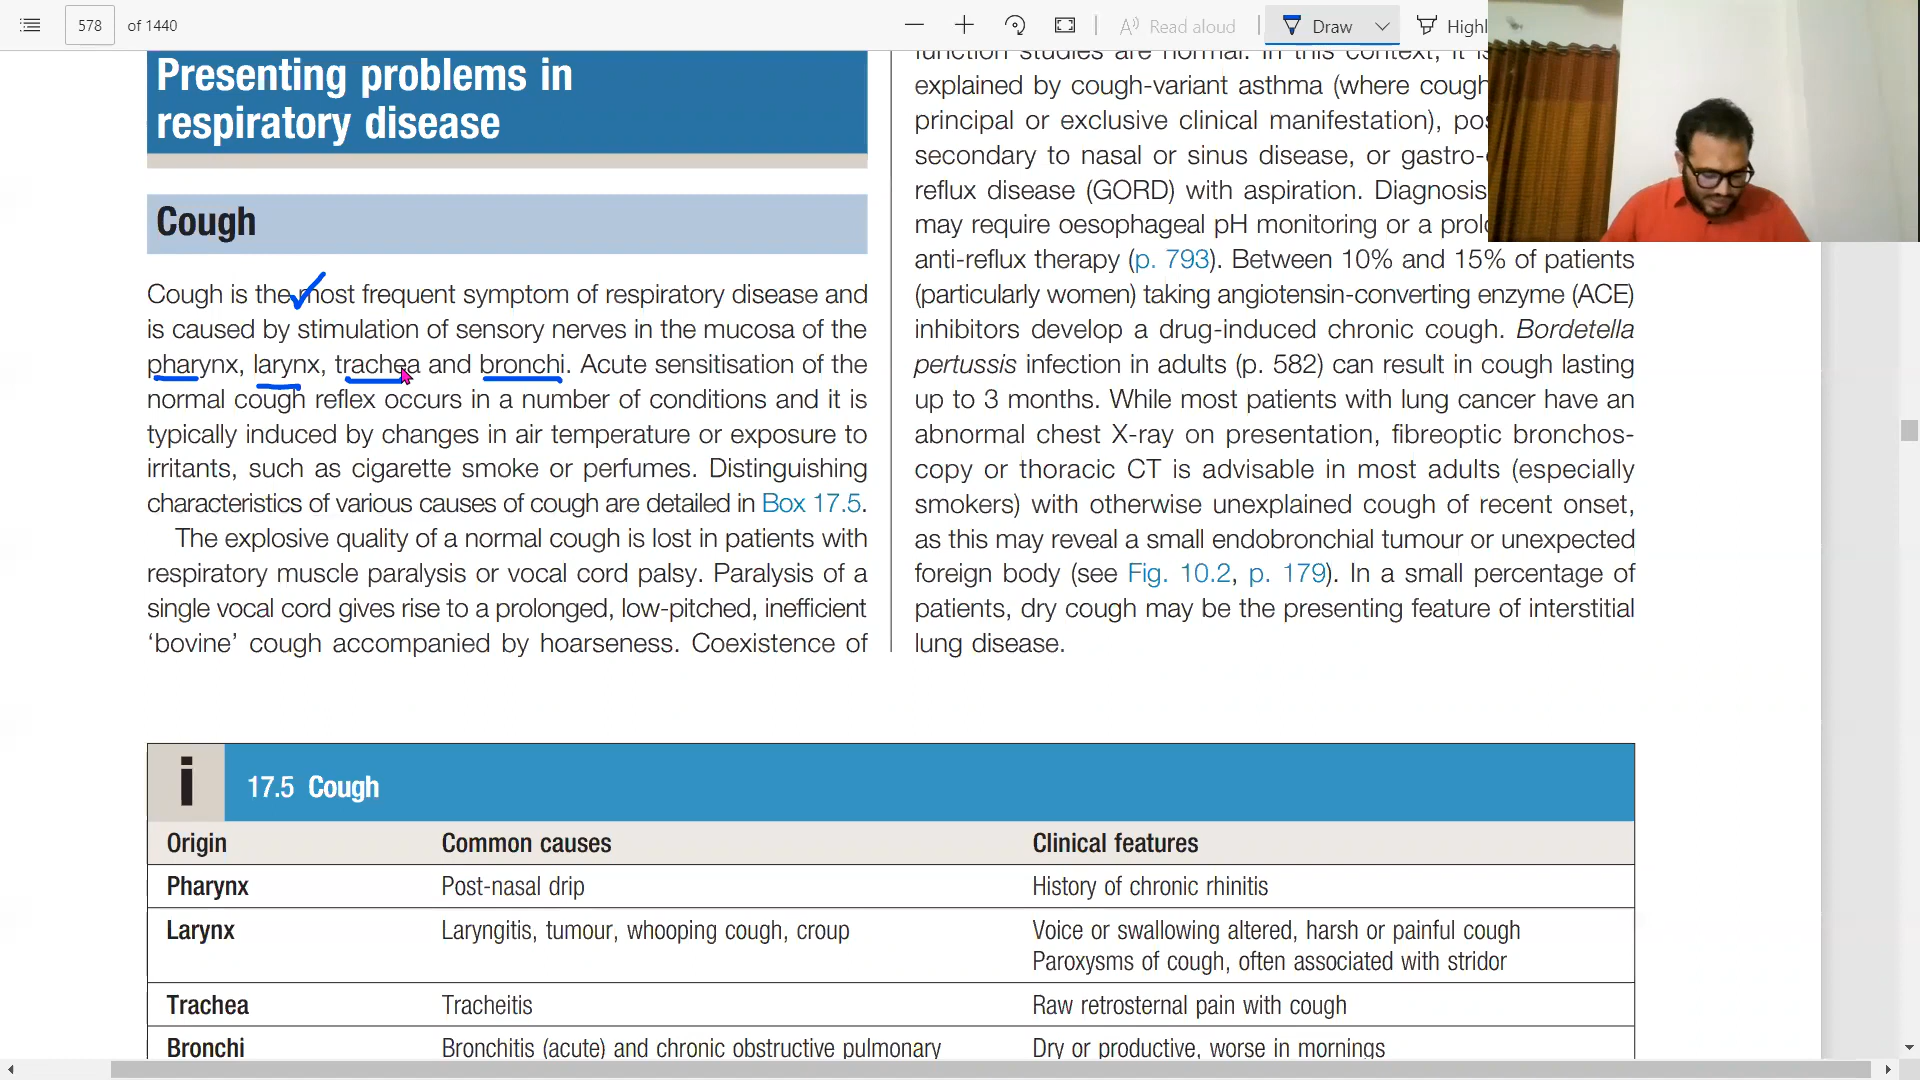 578
of 1440
Read aloud
Draw
Highl
Presenting problems in
respiratory disease
Cough
Cough is the most frequent symptom of respiratory disease and
is caused by stimulation of sensory nerves in the mucosa of the
pharynx, larynx, trachea and bronchi. Acute sensitisation of the
normal cough reflex occurs in a number of conditions and it is
typically induced by changes in air temperature or exposure to
irritants, such as cigarette smoke or perfumes. Distinguishing
characteristics of various causes of cough are detailed in Box 17.5.
The explosive quality of a normal cough is lost in patients with
respiratory muscle paralysis or vocal cord palsy. Paralysis of a
single vocal cord gives rise to a prolonged, low-pitched, inefficient
‘bovine’ cough accompanied by hoarseness. Coexistence of
function studies are normal. In this context, it is
explained by cough-variant asthma (where cough
principal or exclusive clinical manifestation),
secondary to nasal or sinus disease, or gastro-
reflux disease (GORD) with aspiration. Diagnosis
may require oesophageal pH monitoring or a
anti-reflux therapy (p. 793). Between 10% and 15% of patients
(particularly women) taking angiotensin-converting enzyme (ACE)
inhibitors develop a drug-induced chronic cough. Bordetella
pertussis infection in adults (p. 582) can result in cough lasting
up to 3 months. While most patients with lung cancer have an
abnormal chest X-ray on presentation, fibreoptic bronchos-
copy or thoracic CT is advisable in most adults (especially
smokers) with otherwise unexplained cough of recent onset,
as this may reveal a small endobronchial tumour or unexpected
foreign body (see Fig. 10.2, p. 179). In a small percentage of
patients, dry cough may be the presenting feature of interstitial
lung disease.
i 17.5 Cough
Origin Common causes Clinical features
Pharynx Post-nasal drip History of chronic rhinitis
Larynx Laryngitis, tumour, whooping cough, croup Voice or swallowing altered, harsh or painful cough
Paroxysms of cough, often associated with stridor
Trachea Tracheitis Raw retrosternal pain with cough
Bronchi Bronchitis (acute) and chronic obstructive pulmonary Dry or productive, worse in mornings